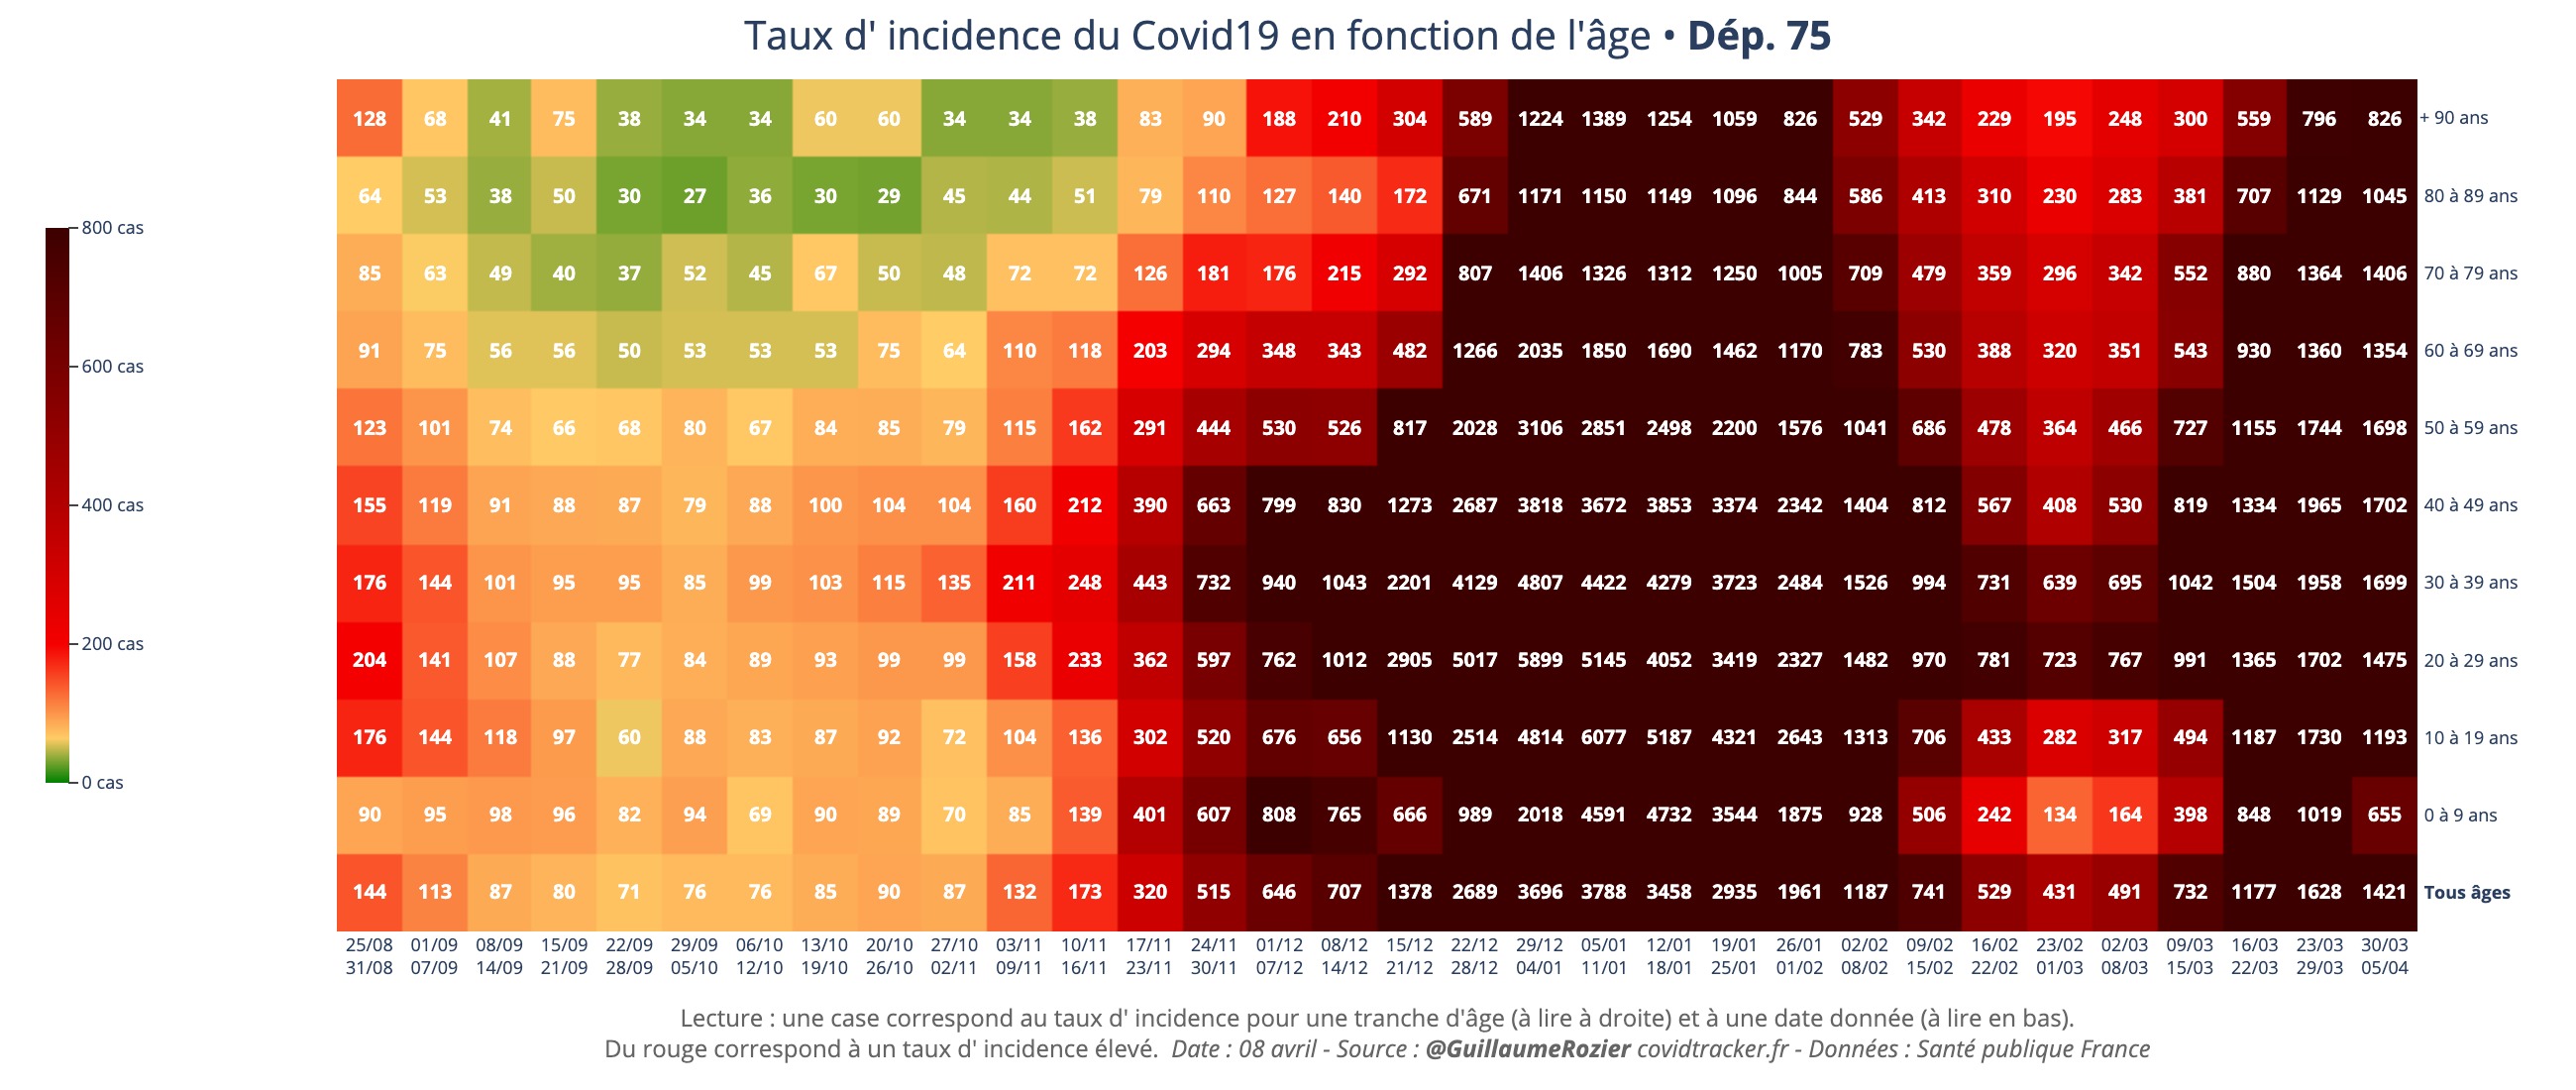 Taux d' incidence du Covid19 en fonction de l'âge • Dép. 75
800 cas
600 cas
400 cas
200 cas
0 cas
128 68 41 75 38 34 34 60 60 34 34 38 83 90 188 210 304 589 1224 1389 1254 1059 826 529 342 229 195 248 300 559 796 826 + 90 ans
64 53 38 50 30 27 36 30 29 45 44 51 79 110 127 140 172 671 1171 1150 1149 1096 844 586 413 310 230 283 381 707 1129 1045 80 à 89 ans
85 63 49 40 37 52 45 67 50 48 72 72 126 181 176 215 292 807 1406 1326 1312 1250 1005 709 479 359 296 342 552 880 1364 1406 70 à 79 ans
91 75 56 56 50 53 53 53 75 64 110 118 203 294 348 343 482 1266 2035 1850 1690 1462 1170 783 530 388 320 351 543 930 1360 1354 60 à 69 ans
123 101 74 66 68 80 67 84 85 79 115 162 291 444 530 526 817 2028 3106 2851 2498 2200 1576 1041 686 478 364 466 727 1155 1744 1698 50 à 59 ans
155 119 91 88 87 79 88 100 104 104 160 212 390 663 799 830 1273 2687 3818 3672 3853 3374 2342 1404 812 567 408 530 819 1334 1965 1702 40 à 49 ans
176 144 101 95 95 85 99 103 115 135 211 248 443 732 940 1043 2201 4129 4807 4422 4279 3723 2484 1526 994 731 639 695 1042 1504 1958 1699 30 à 39 ans
204 141 107 88 77 84 89 93 99 99 158 233 362 597 762 1012 2905 5017 5899 5145 4052 3419 2327 1482 970 781 723 767 991 1365 1702 1475 20 à 29 ans
176 144 118 97 60 88 83 87 92 72 104 136 302 520 676 656 1130 2514 4814 6077 5187 4321 2643 1313 706 433 282 317 494 1187 1730 1193 10 à 19 ans
90 95 98 96 82 94 69 90 89 70 85 139 401 607 808 765 666 989 2018 4591 4732 3544 1875 928 506 242 134 164 398 848 1019 655 0 à 9 ans
144 113 87 80 71 76 76 85 90 87 132 173 320 515 646 707 1378 2689 3696 3788 3458 2935 1961 1187 741 529 431 491 732 1177 1628 1421 Tous âges
25/08 01/09 08/09 15/09 22/09 29/09 06/10 13/10 20/10 27/10 03/11 10/11 17/11 24/11 01/12 08/12 15/12 22/12 29/12 05/01 12/01 19/01 26/01 02/02 09/02 16/02 23/02 02/03 09/03 16/03 23/03 30/03
31/08 07/09 14/09 21/09 28/09 05/10 12/10 19/10 26/10 02/11 09/11 16/11 23/11 30/11 07/12 14/12 21/12 28/12 04/01 11/01 18/01 25/01 01/02 08/02 15/02 22/02 01/03 08/03 15/03 22/03 29/03 05/04
Lecture : une case correspond au taux d' incidence pour une tranche d'âge (à lire à droite) et à une date donnée (à lire en bas).
Du rouge correspond à un taux d' incidence élevé. Date : 08 avril - Source : @GuillaumeRozier covidtracker.fr - Données : Santé publique France